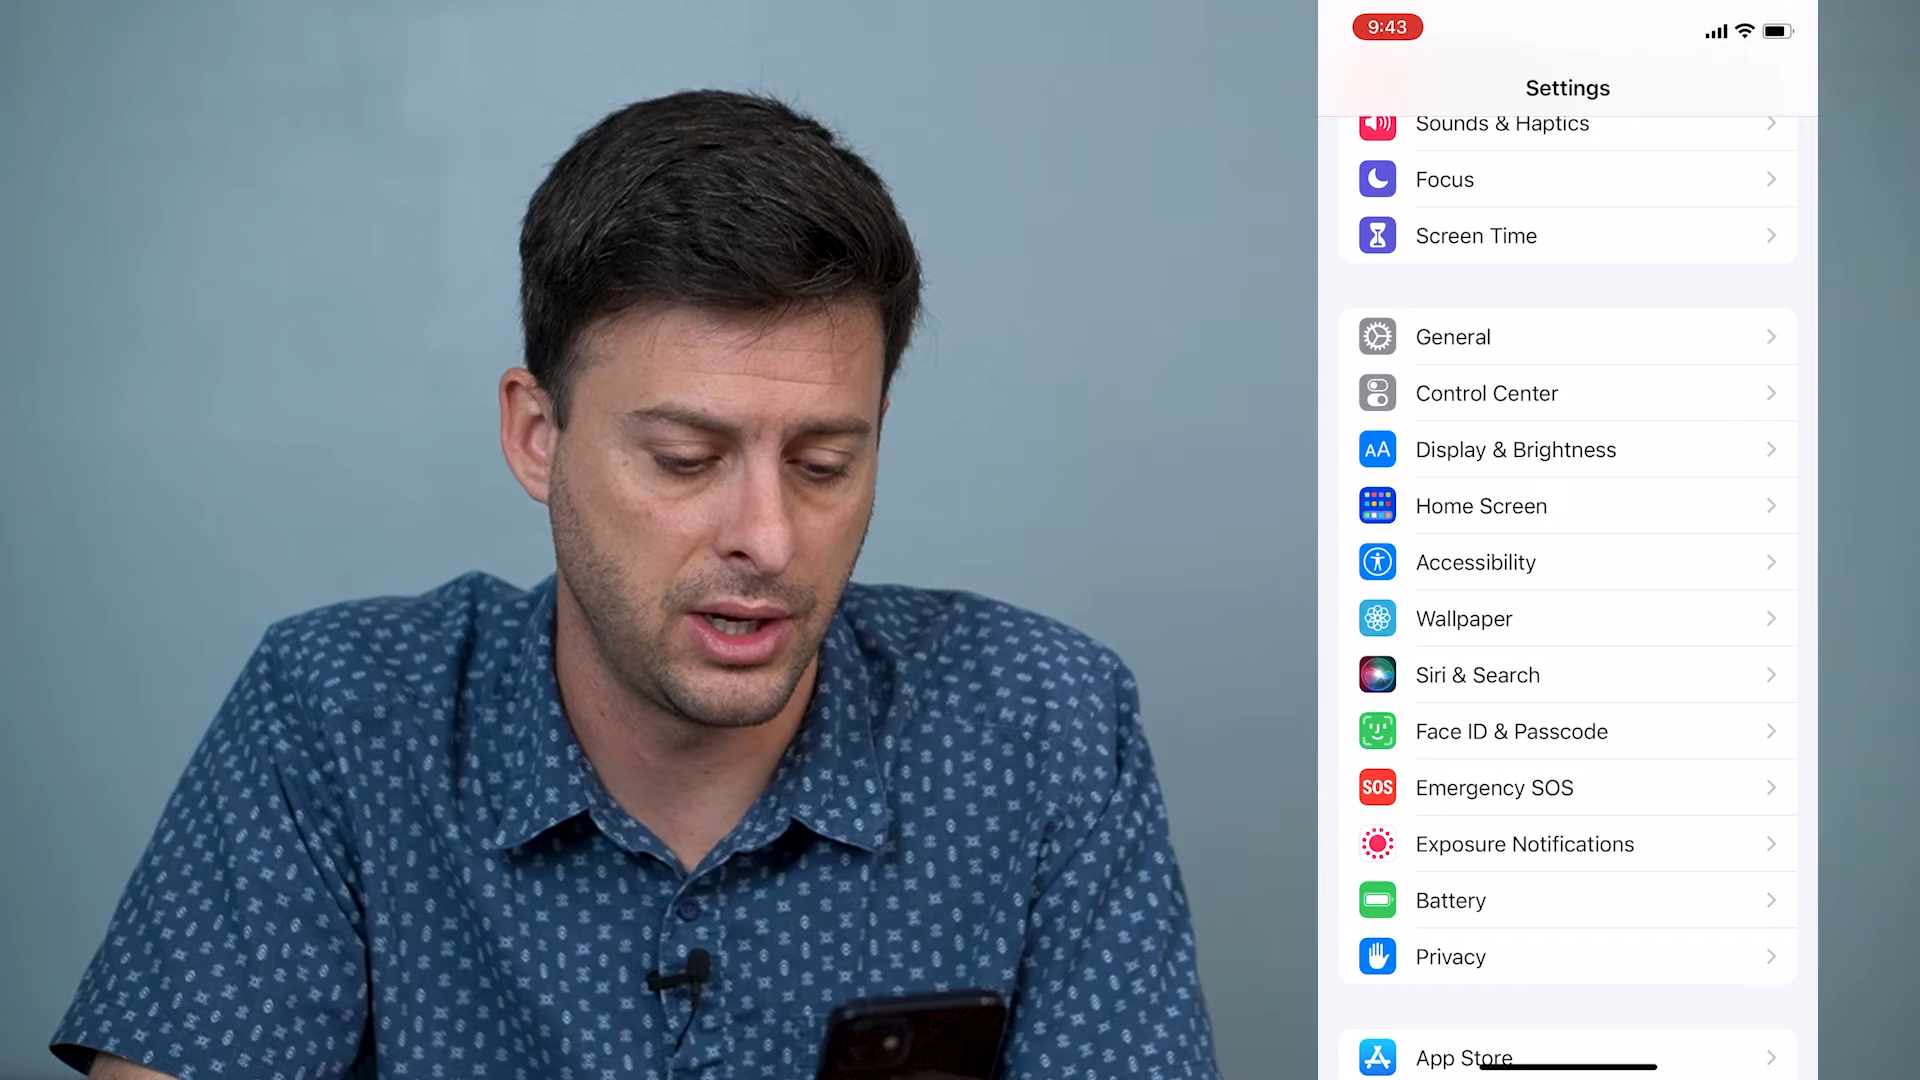 9:43
Settings
Sounds & Haptics
Focus
Screen Time
General
Control Center
AA
Display & Brightness
Home Screen
Accessibility
Wallpaper
Siri & Search
Face ID & Passcode
SOS
Emergency SOS
Exposure Notifications
Battery
Privacy
App Store